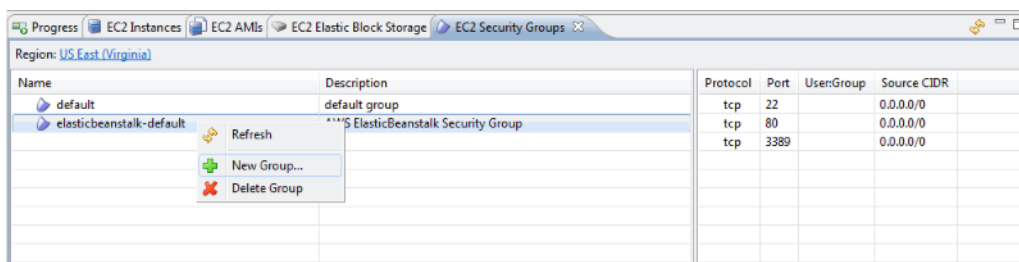 Progress EC2 Instances EC2 AMIs EC2 Elastic Block Storage EC2 Security Groups
Region: US East (Virginia)
Name Description Protocol Port User:Group Source CIDR
default default group tcp 22 0.0.0.0/0
elasticbeanstalk-default AWS ElasticBeanstalk Security Group tcp 80 0.0.0.0/0
Refresh tcp 3389 0.0.0.0/0
New Group...
Delete Group